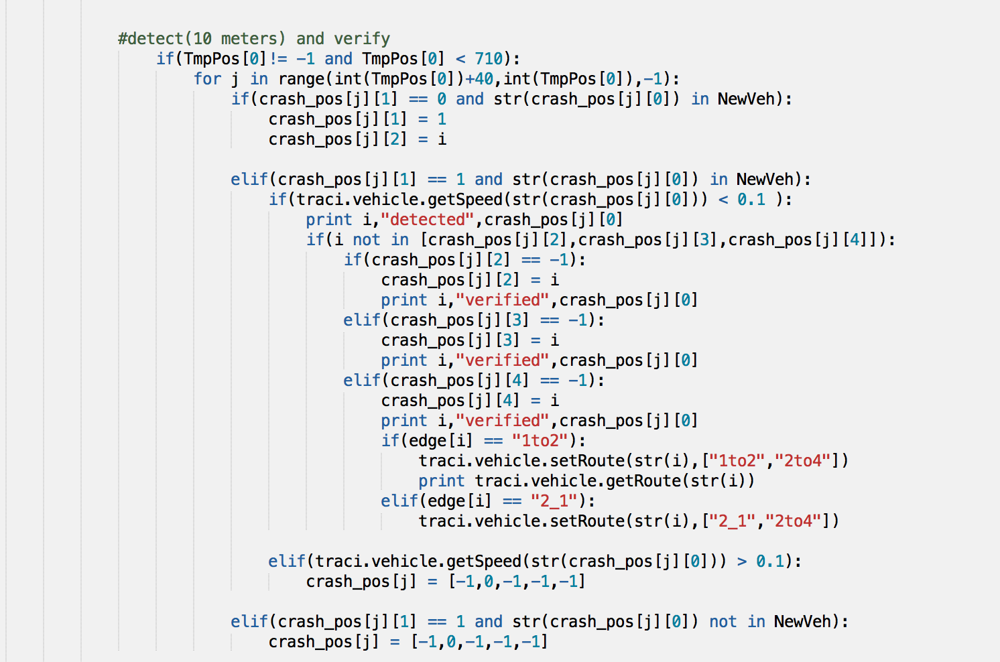 #detect(10 meters) and verify
if(TmpPos[0]!= -1 and TmpPos[0] < 710):
for j in range(int(TmpPos[0])+40,int(TmpPos[0]),-1):
if(crash_pos[j][1] == 0 and str(crash_pos[j][0]) in NewVeh):
crash_pos[j][1] = 1
crash_pos[j][2] = i
elif(crash_pos[j][1] == 1 and str(crash_pos[j][0]) in NewVeh):
if(traci.vehicle.getSpeed(str(crash_pos[j][0])) < 0.1 ):
print i,"detected",crash_pos[j][0]
if(i not in [crash_pos[j][2],crash_pos[j][3],crash_pos[j][4]]):
if(crash_pos[j][2] == -1):
crash_pos[j][2] = i
print i,"verified",crash_pos[j][0]
elif(crash_pos[j][3] == -1):
crash_pos[j][3] = i
print i,"verified",crash_pos[j][0]
elif(crash_pos[j][4] == -1):
crash_pos[j][4] = i
print i,"verified",crash_pos[j][0]
if(edge[i] == "1to2"):
traci.vehicle.setRoute(str(i),["1to2","2to4"])
print traci.vehicle.getRoute(str(i))
elif(edge[i] == "2_1"):
traci.vehicle.setRoute(str(i),["2_1","2to4"])
elif(traci.vehicle.getSpeed(str(crash_pos[j][0])) > 0.1):
crash_pos[j] = [-1,0,-1,-1,-1]
elif(crash_pos[j][1] == 1 and str(crash_pos[j][0]) not in NewVeh):
crash_pos[j] = [-1,0,-1,-1,-1]